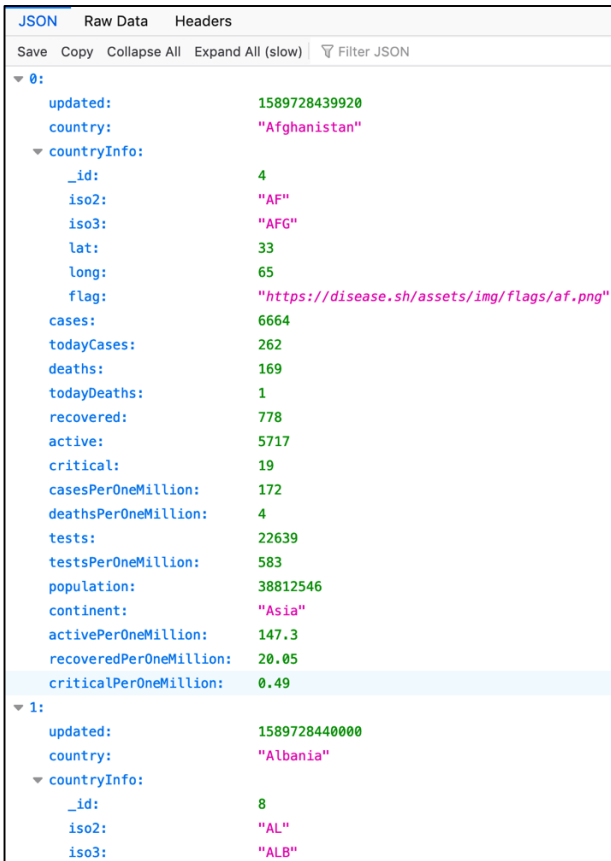 JSON Raw Data Headers
Save Copy Collapse All Expand All (slow) Filter JSON
0:
updated: 1589728439920
country: "Afghanistan"
countryInfo:
_id: 4
iso2: "AF"
iso3: "AFG"
lat: 33
long: 65
flag: "https://disease.sh/assets/img/flags/af.png"
cases: 6664
todayCases: 262
deaths: 169
todayDeaths: 1
recovered: 778
active: 5717
critical: 19
casesPerOneMillion: 172
deathsPerOneMillion: 4
tests: 22639
testsPerOneMillion: 583
population: 38812546
continent: "Asia"
activePerOneMillion: 147.3
recoveredPerOneMillion: 20.05
criticalPerOneMillion: 0.49
1:
updated: 1589728440000
country: "Albania"
countryInfo:
_id: 8
iso2: "AL"
iso3: "ALB"